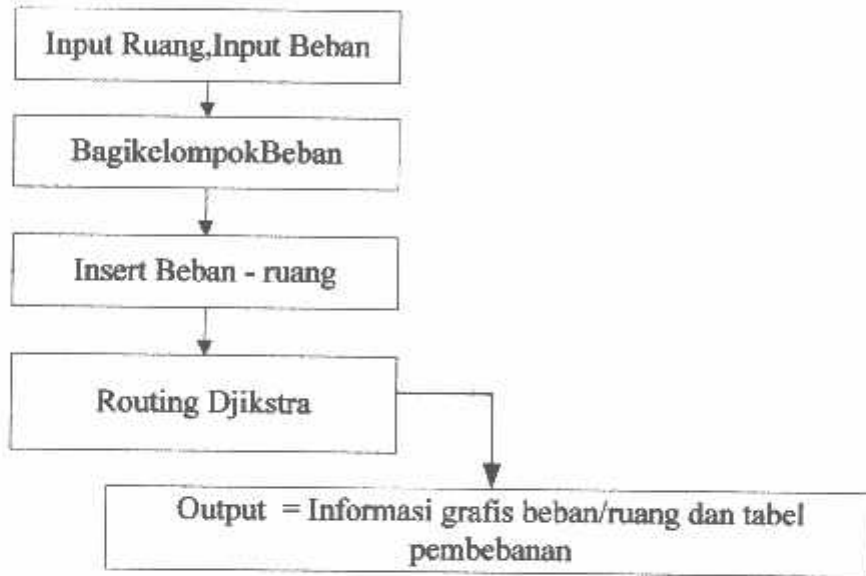 Input Ruang,Input Beban
BagikelompokBeban
Insert Beban - ruang
Routing Djikstra
Output = Informasi grafis beban/ruang dan tabel
pembebanan